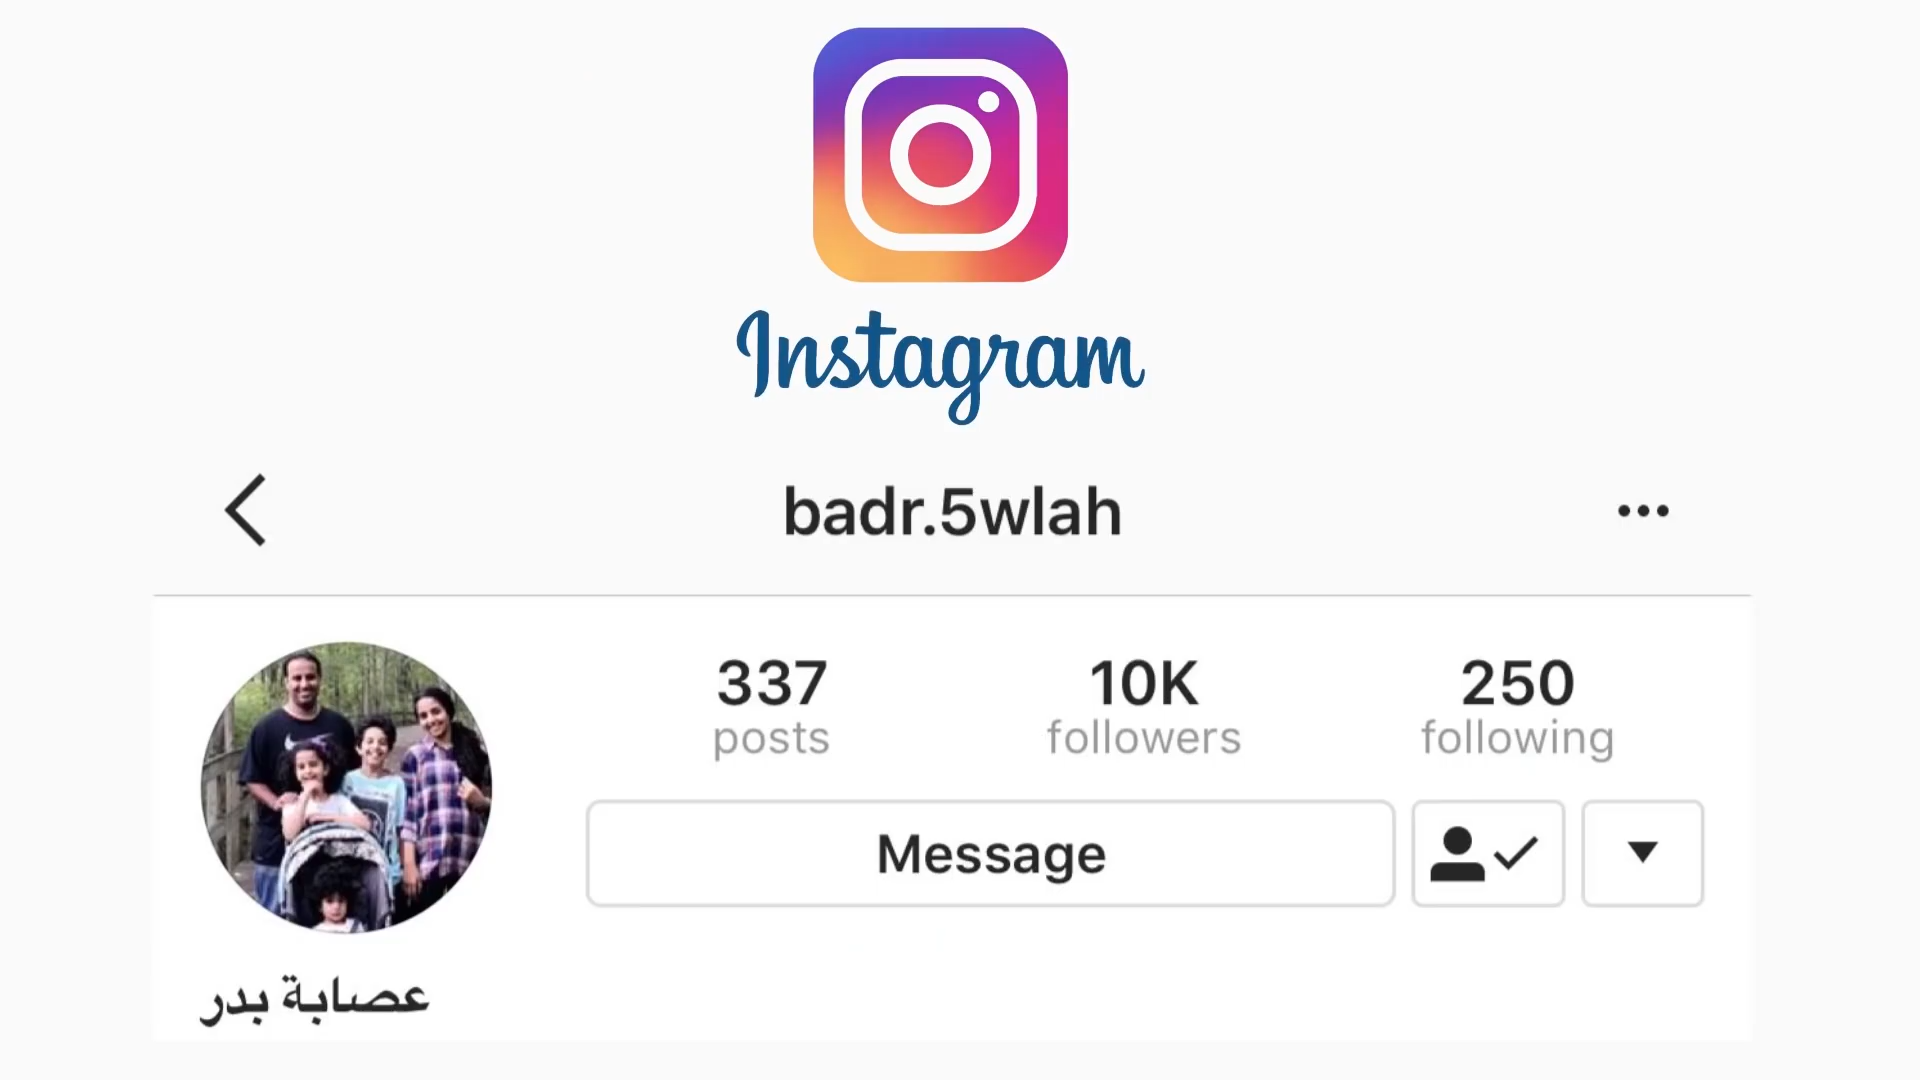 Instagram
badr.5wlah
337
posts
10K
followers
250
following
Message
عصابة بدر